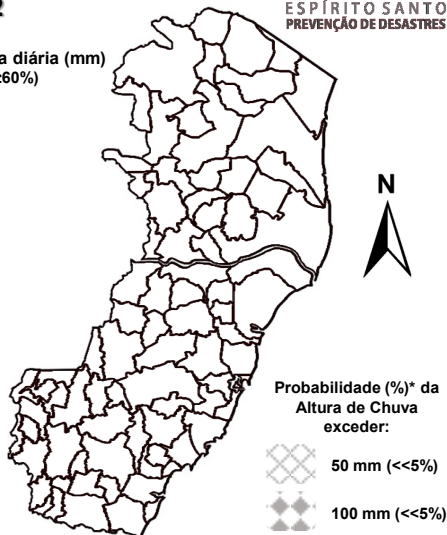 ESPÍRITO SANTO
PREVENÇÃO DE DESASTRES
a diária (mm)
≥60%)
N
Probabilidade (%)* da
Altura de Chuva
exceder:
50 mm (<<5%)
100 mm (<<5%)